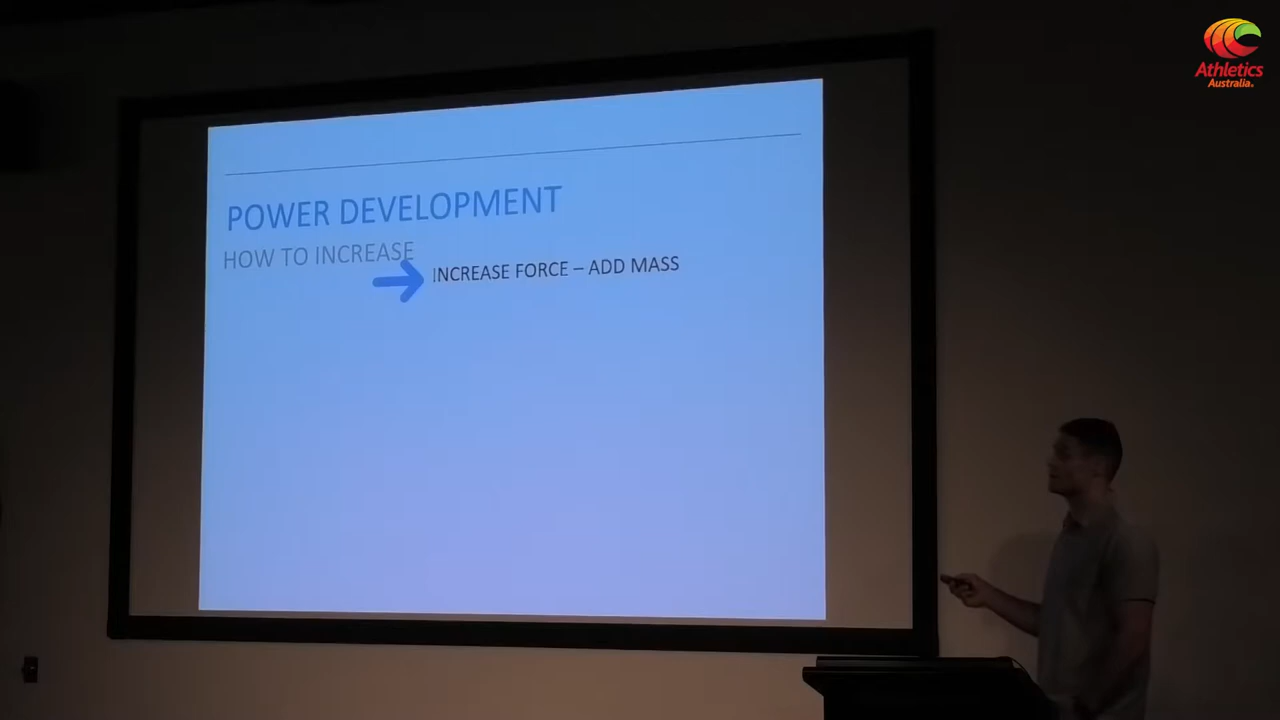 Athletics
Australia.
POWER DEVELOPMENT
HOW TO INCREASE
INCREASE FORCE – ADD MASS